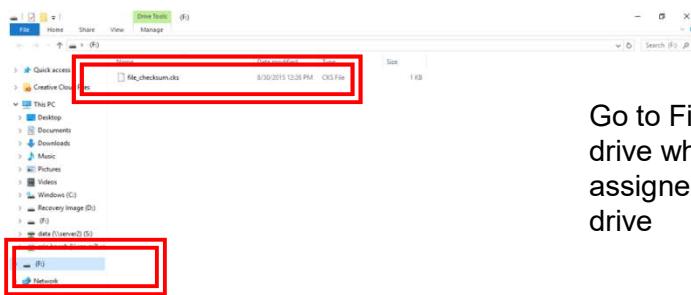 Drive Tools (F:)
File Home Share View Manage
(F:)
Search (F:)
Name Date modified Type Size
file_checksum.cks 8/30/2015 12:26 PM CKS File 1 KB
Quick access
Creative Cloud Files
This PC
Desktop
Documents
Downloads
Music
Pictures
Videos
Windows (C:)
Recovery Image (D:)
(F:)
data (\\server2) (S:)
(F:)
Network
Go to Fi
drive wh
assigne
drive